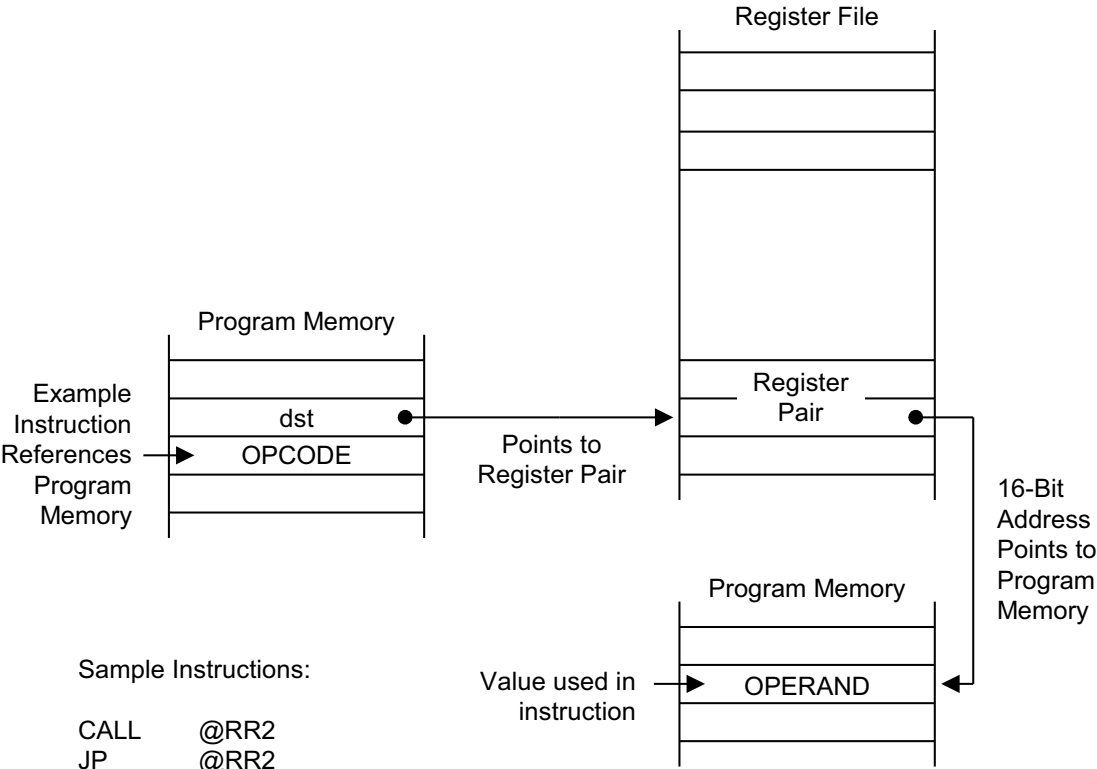 Register File
Program Memory
Example
Instruction
References
Program
Memory
dst
OPCODE
Points to
Register Pair
Register
Pair
16-Bit
Address
Points to
Program
Memory
Program Memory
Value used in
instruction
OPERAND
Sample Instructions:
CALL @RR2
JP @RR2